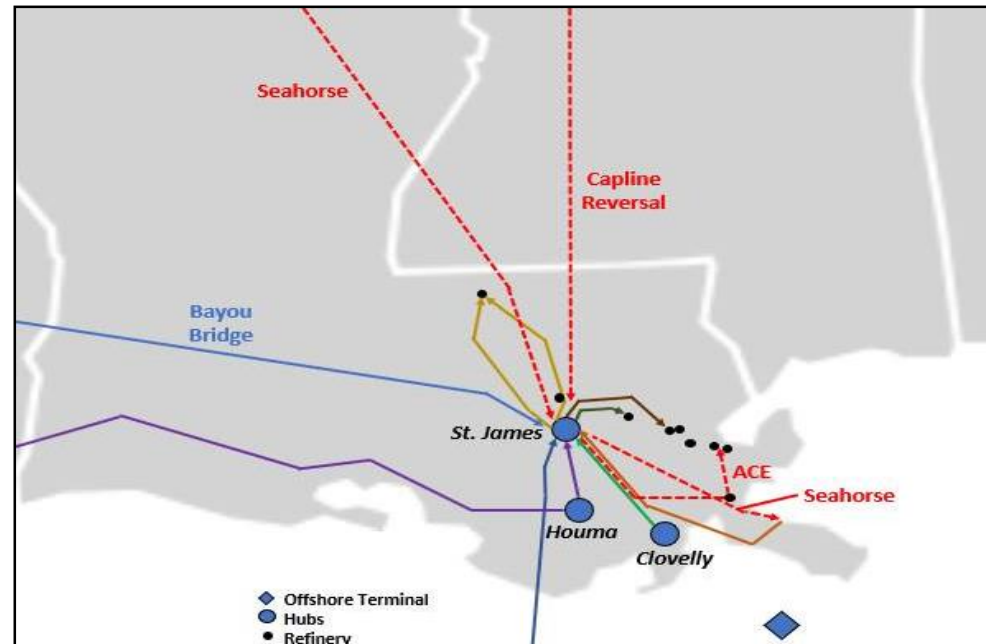 Seahorse
Capline
Reversal
Bayou
Bridge
St. James
ACE
Seahorse
Houma
Clovelly
Offshore Terminal
Hubs
Refinery